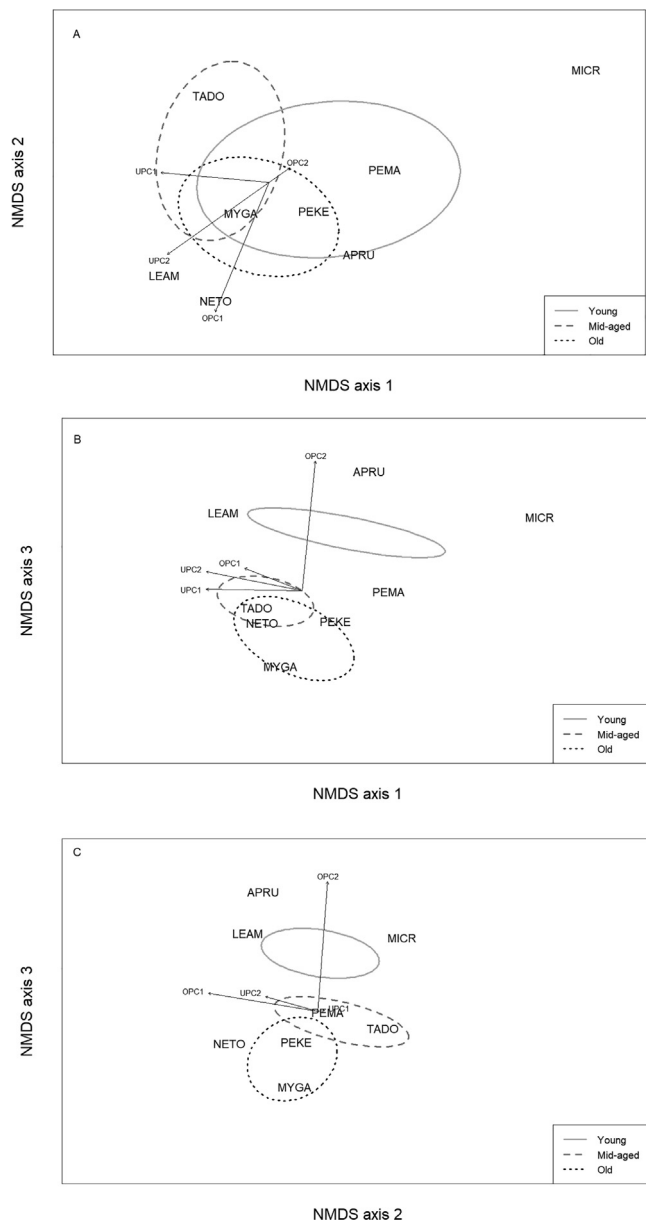 A
MICR
TADO
OPC2
PEMA
UPC1
MYGA
PEKE
APRU
UPC2
LEAM
NETO
OPC1
NMDS axis 2
Young
Mid-aged
Old
NMDS axis 1
B
OPC2
APRU
LEAM
MICR
OPC1
UPC2
UPC1
PEMA
TADO
NETO
PEKE
MYGA
NMDS axis 3
Young
Mid-aged
Old
NMDS axis 1
C
OPC2
APRU
LEAM
MICR
OPC1
UPC2
UPC1
PEMA
TADO
NETO
PEKE
MYGA
NMDS axis 3
Young
Mid-aged
Old
NMDS axis 2